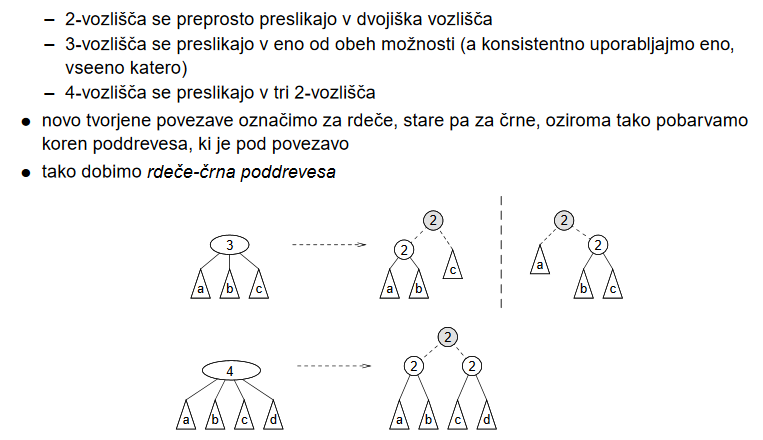 – 2-vozlišča se preprosto preslikajo v dvojiška vozlišča
– 3-vozlišča se preslikajo v eno od obeh možnosti (a konsistentno uporabljajmo eno,
vseeno katero)
– 4-vozlišča se preslikajo v tri 2-vozlišča
● novo tvorjene povezave označimo za rdeče, stare pa za črne, oziroma tako pobarvamo
koren poddrevesa, ki je pod povezavo
● tako dobimo rdeče-črna poddrevesa
2 2
3 2 2
c a
a b c a b b c
2
4 2 2
a b c d a b c d